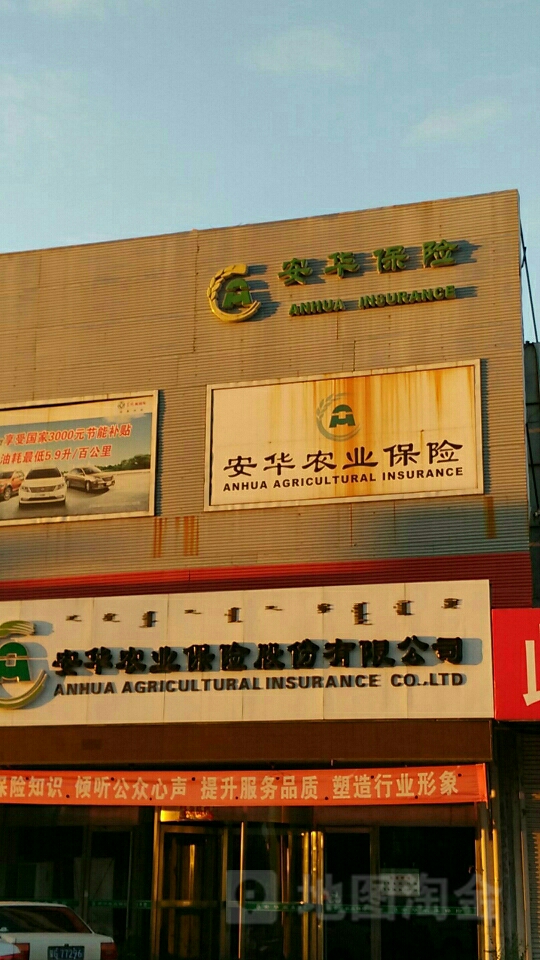 安华保险
ANHUA INSURANCE
享受国家3000元节能补贴
油耗最低5.9升/百公里
安华农业保险
ANHUA AGRICULTURAL INSURANCE
安华农业保险股份有限公司
ANHUA AGRICULTURAL INSURANCE CO.,LTD
保险知识 倾听公众心声 提升服务品质 塑造行业形象
地图淘金